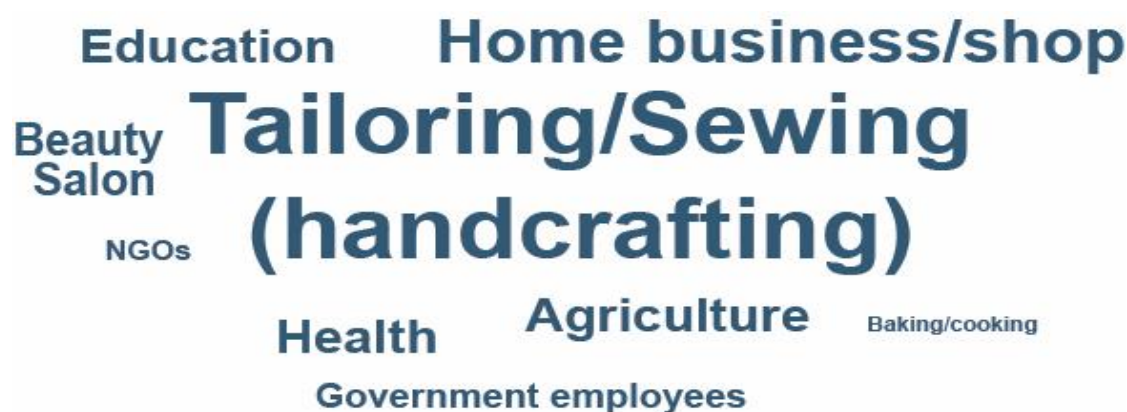 Education
Home business/shop
Tailoring/Sewing
(handcrafting)
Beauty
Salon
NGOs
Agriculture
Baking/cooking
Health
Government employees